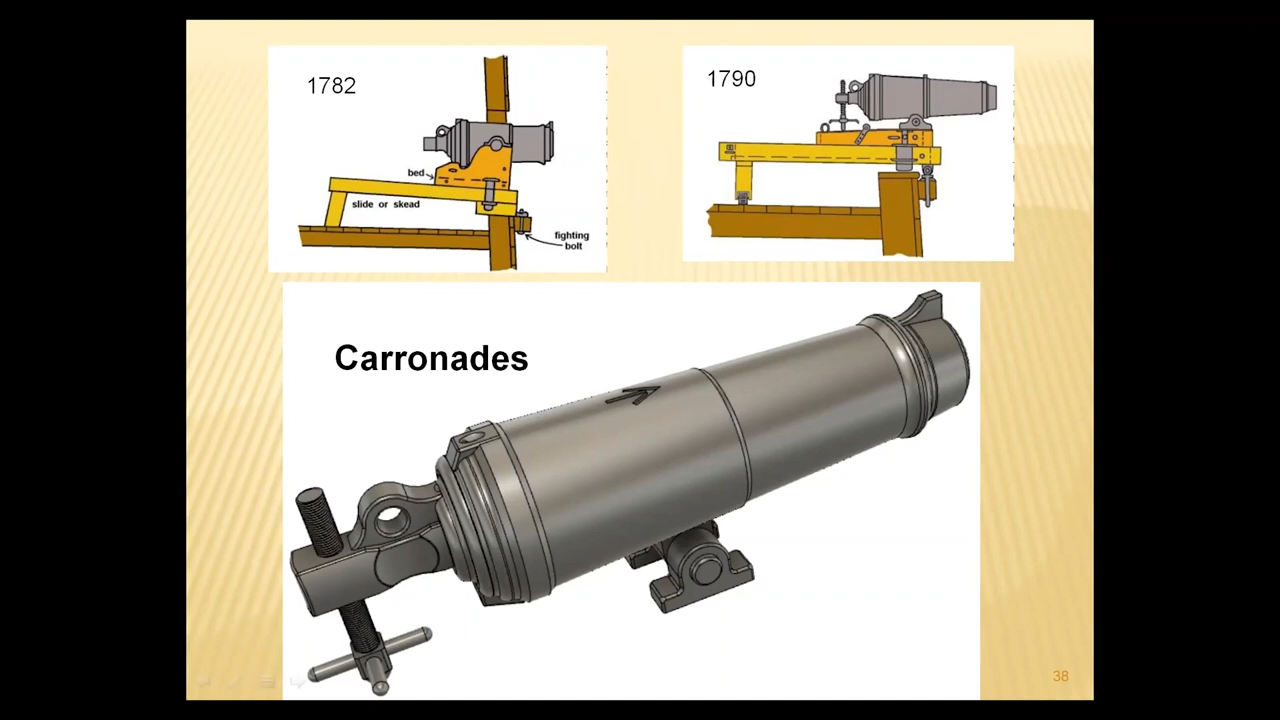 1782
bed
slide or skead
fighting
bolt
1790
Carronades
38